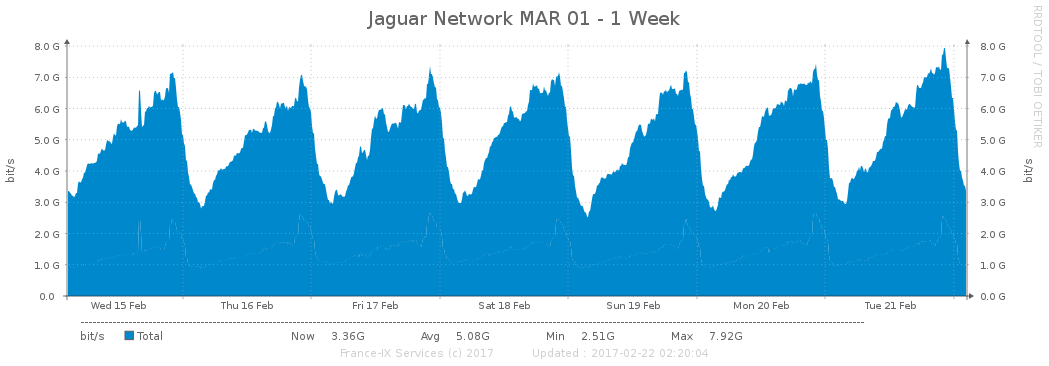 Jaguar Network MAR 01 - 1 Week
RRDTOOL / TOBI OETIKER
8.0 G 8.0 G
7.0 G 7.0 G
6.0 G 6.0 G
5.0 G 5.0 G
4.0 G 4.0 G
3.0 G 3.0 G
2.0 G 2.0 G
1.0 G 1.0 G
0.0 0.0 G
bit/s bit/s
Wed 15 Feb Thu 16 Feb Fri 17 Feb Sat 18 Feb Sun 19 Feb Mon 20 Feb Tue 21 Feb
bit/s Total Now 3.36G Avg 5.08G Min 2.51G Max 7.92G
France-IX Services (c) 2017 Updated : 2017-02-22 02:20:04